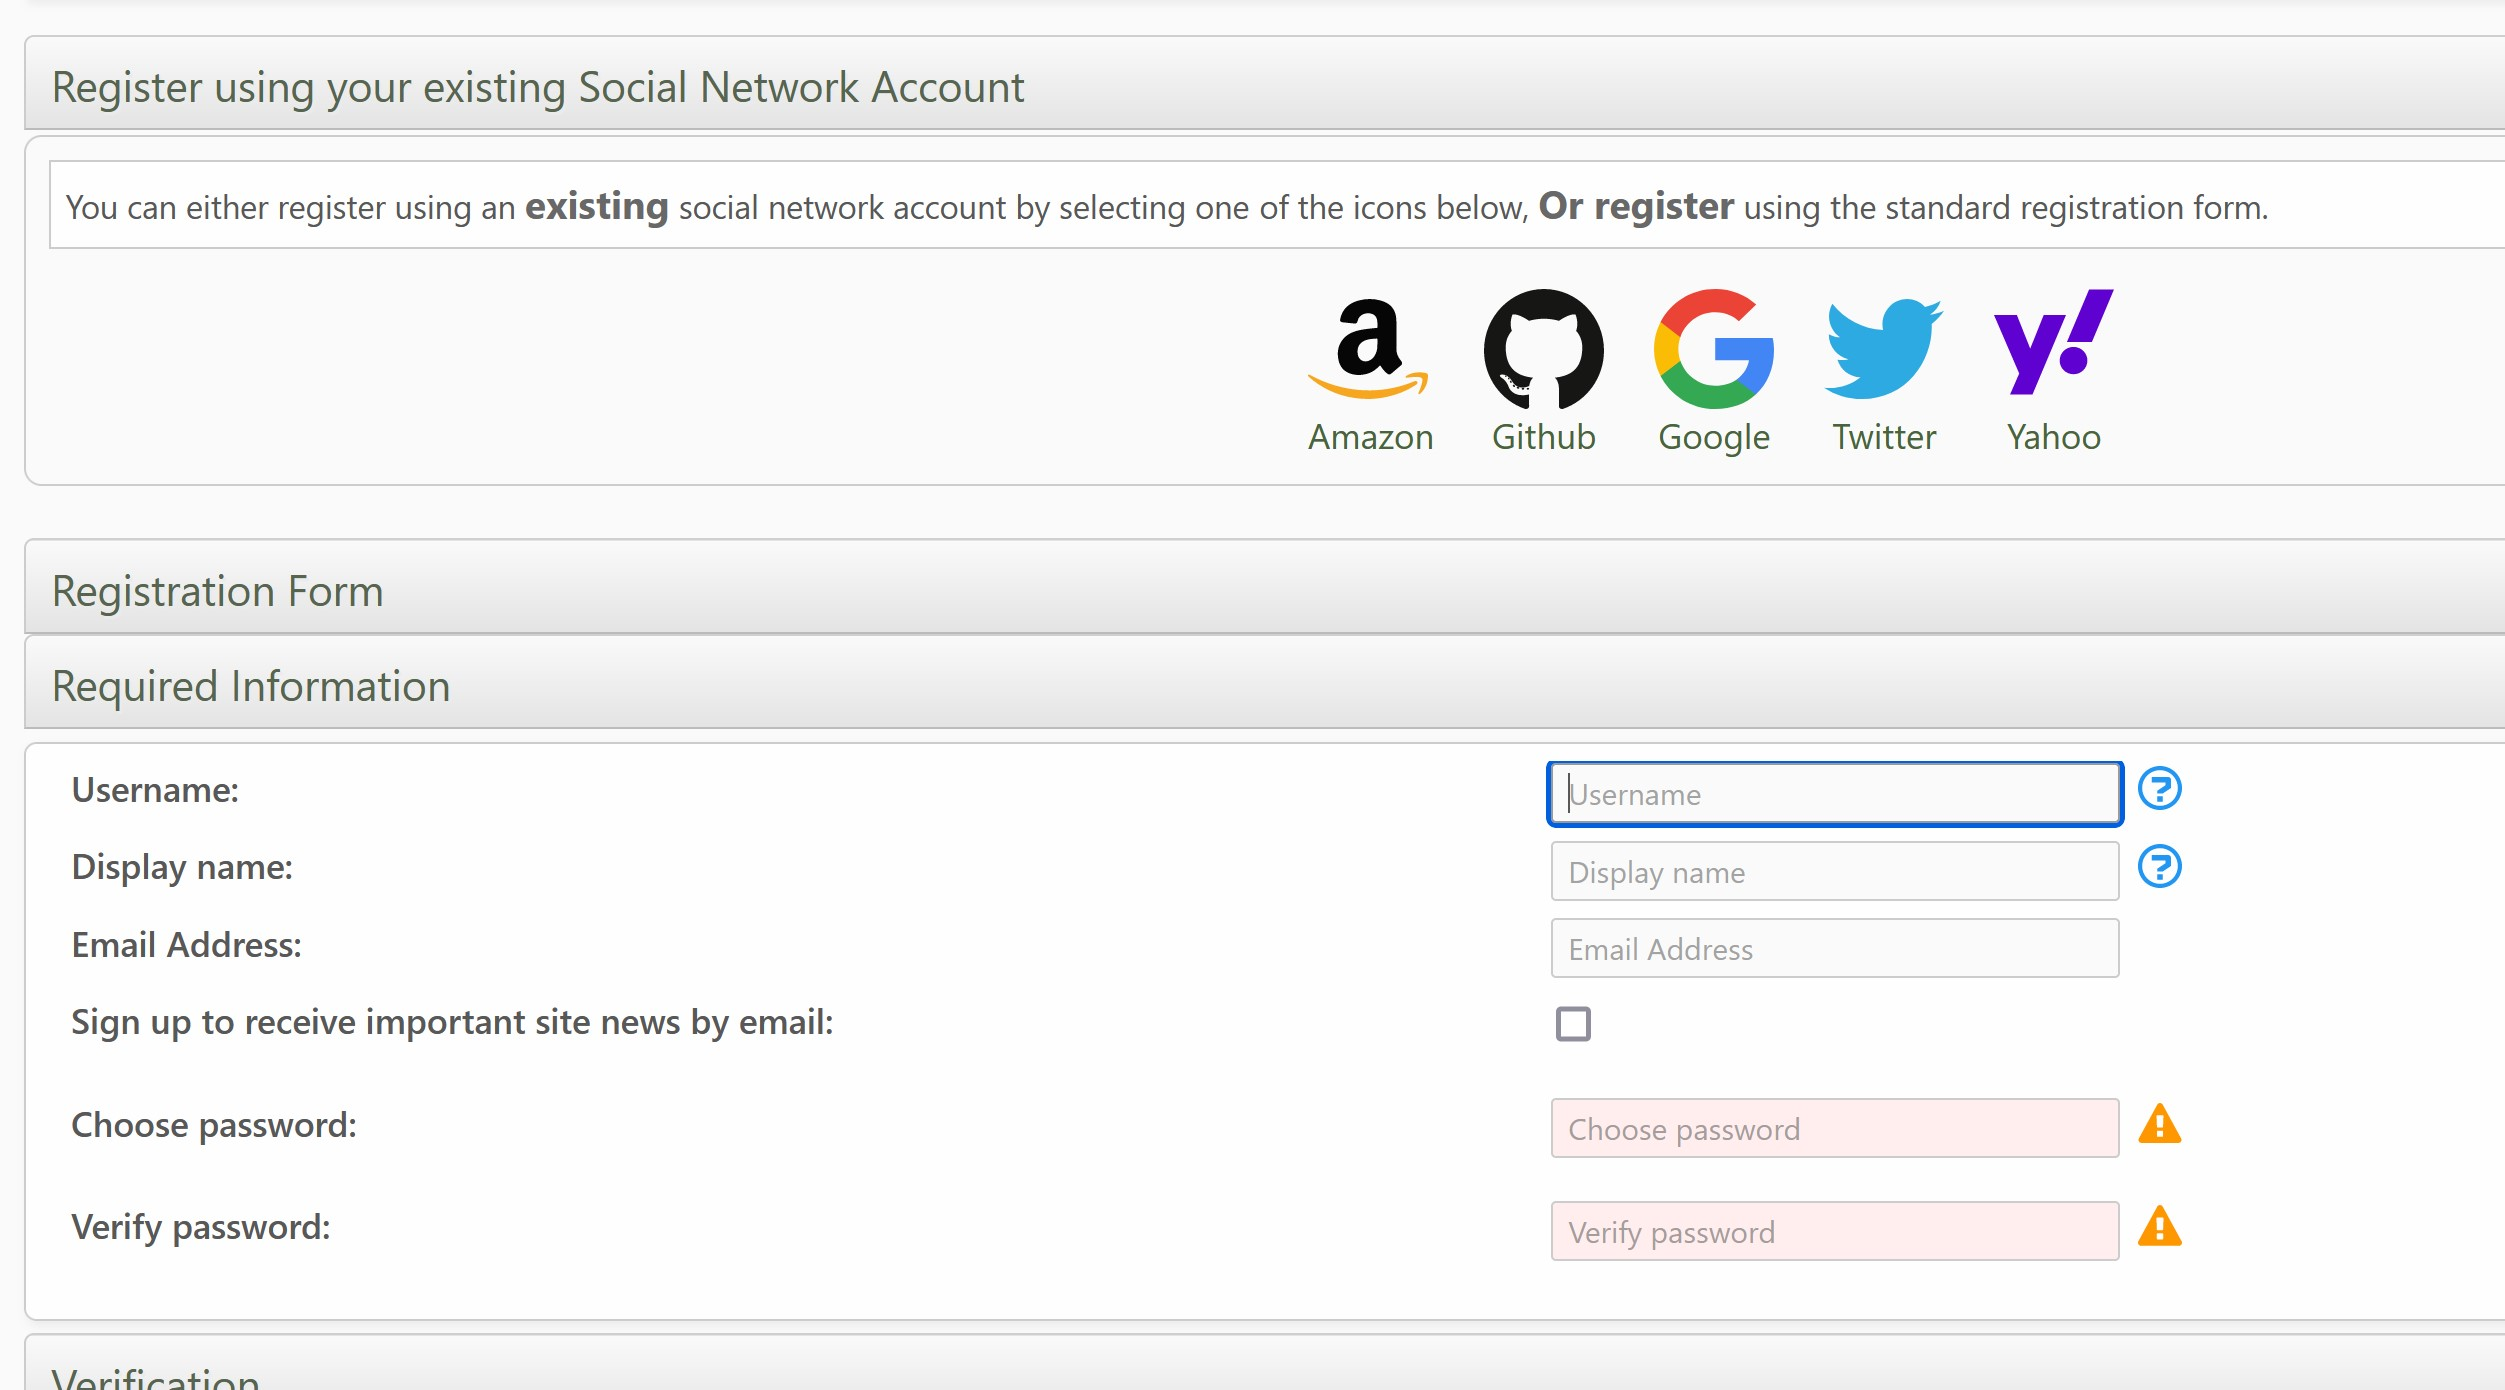 Register using your existing Social Network Account
You can either register using an existing social network account by selecting one of the icons below, Or register using the standard registration form.
Amazon Github Google Twitter Yahoo
Registration Form
Required Information
Username: Username
Display name: Display name
Email Address: Email Address
Sign up to receive important site news by email:
Choose password: Choose password
Verify password: Verify password
Verification